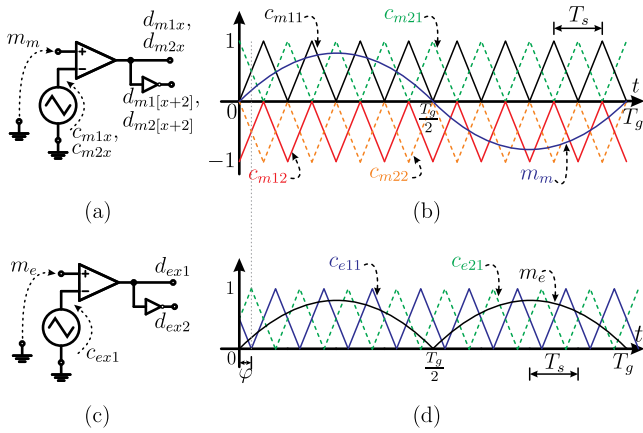 d_{m1x},
d_{m2x}
m_m
d_{m1[x+2]},
d_{m2[x+2]}
c_{m1x},
c_{m2x}
(a)
c_{m11}
c_{m21}
T_s
1
0
T_g/2
t
T_g
−1
c_{m12}
c_{m22}
m_m
(b)
m_e
d_{ex1}
d_{ex2}
c_{ex1}
(c)
c_{e11}
c_{e21}
m_e
1
t
0
φ
T_g/2
T_s
T_g
(d)